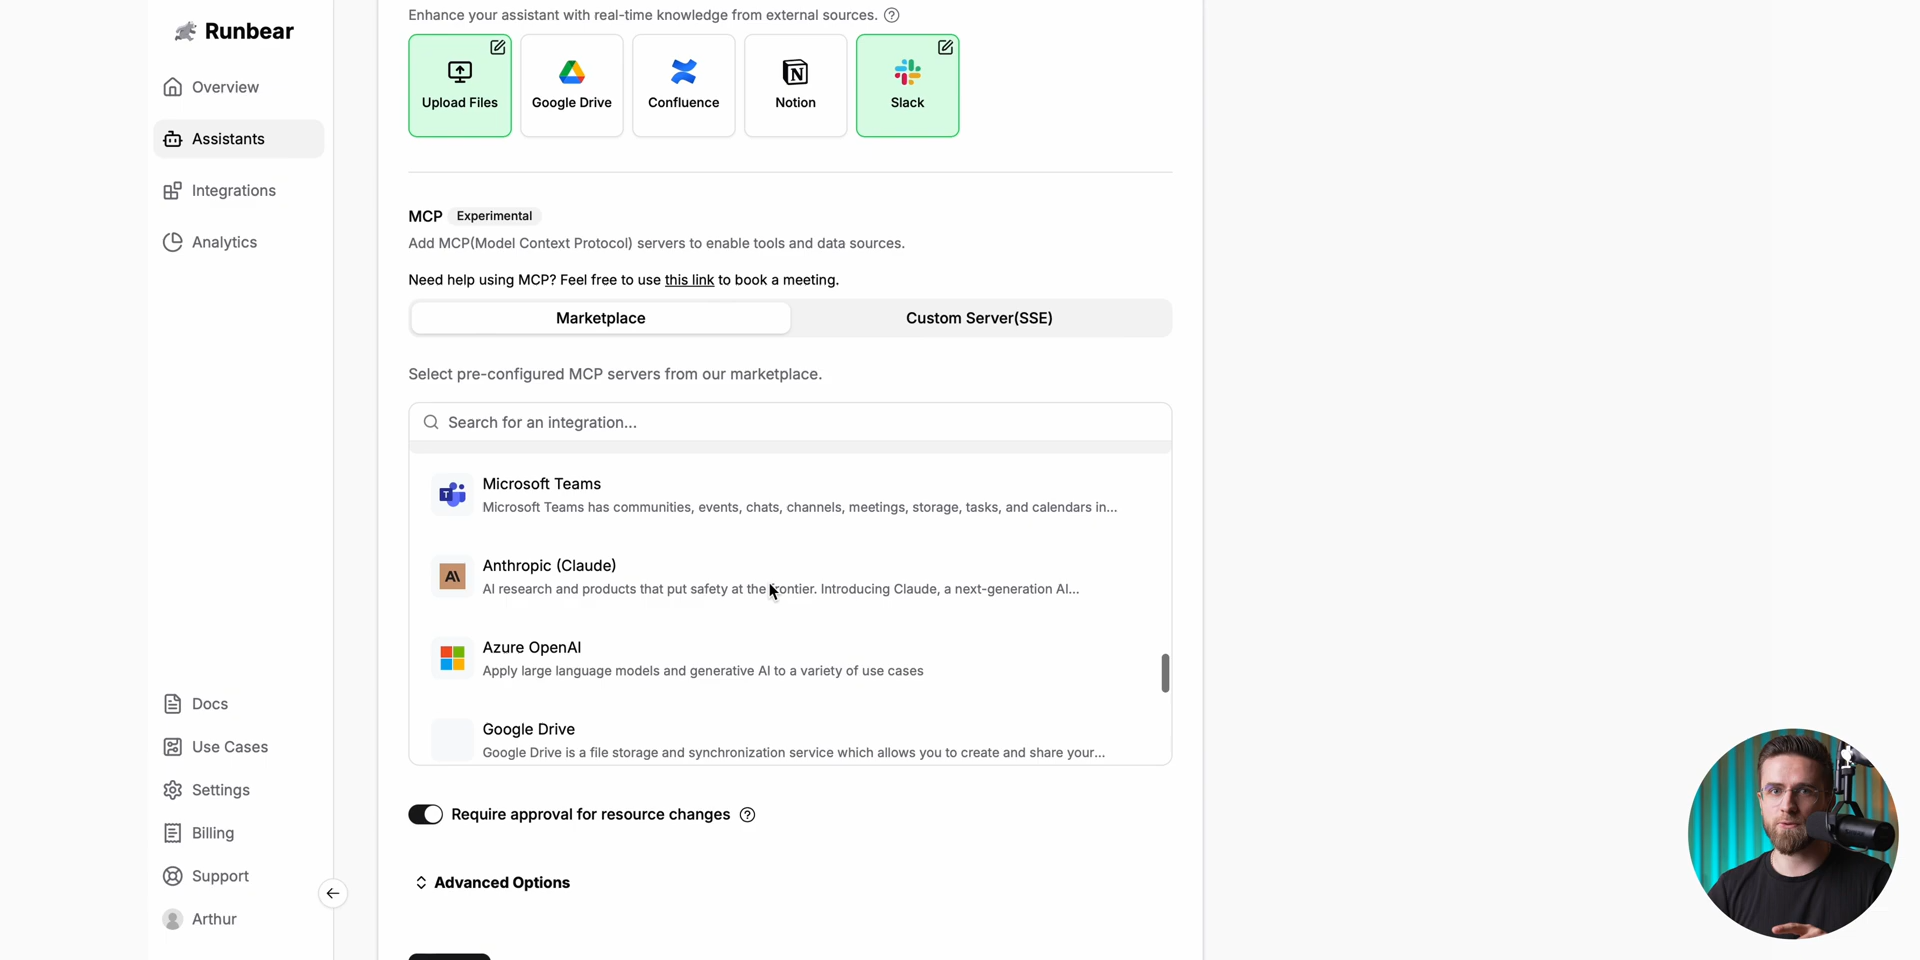 Runbear
Overview
Assistants
Integrations
Analytics
Docs
Use Cases
Settings
Billing
Support
Arthur
Enhance your assistant with real-time knowledge from external sources.
Upload Files
Google Drive
Confluence
Notion
Slack
MCP Experimental
Add MCP(Model Context Protocol) servers to enable tools and data sources.
Need help using MCP? Feel free to use this link to book a meeting.
Marketplace
Custom Server(SSE)
Select pre-configured MCP servers from our marketplace.
Search for an integration...
Microsoft Teams
Microsoft Teams has communities, events, chats, channels, meetings, storage, tasks, and calendars in...
Anthropic (Claude)
AI research and products that put safety at the frontier. Introducing Claude, a next-generation AI...
Azure OpenAI
Apply large language models and generative AI to a variety of use cases
Google Drive
Google Drive is a file storage and synchronization service which allows you to create and share your...
Require approval for resource changes
Advanced Options